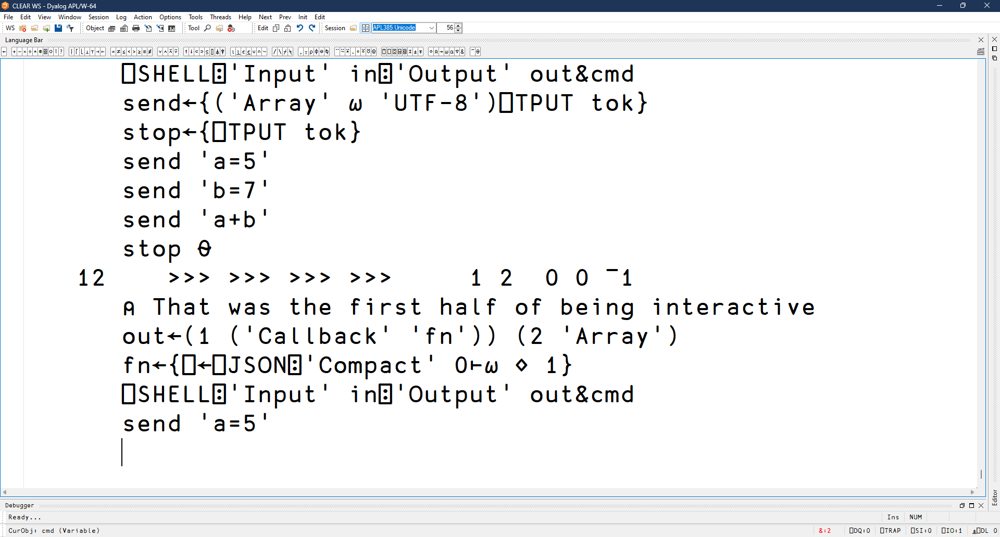 CLEAR WS - Dyalog APL/W-64
File Edit View Window Session Log Action Options Tools Threads Help Next Prev Init Edit
WS Object Tool Edit Session APL385 Unicode 56
Language Bar
⎕SHELL⍠'Input' in⍠'Output' out&cmd
send←{('Array' ⍵ 'UTF-8')⎕TPUT tok}
stop←{⎕TPUT tok}
send 'a=5'
send 'b=7'
send 'a+b'
stop ⍬
12 >>> >>> >>> >>> 1 2 0 0 ¯1
⍝ That was the first half of being interactive
out←(1 ('Callback' 'fn')) (2 'Array')
fn←{⎕←⎕JSON⍠'Compact' 0⊢⍵ ⋄ 1}
⎕SHELL⍠'Input' in⍠'Output' out&cmd
send 'a=5'
Editor
Debugger
Ready...
Ins NUM
CurObj: cmd (Variable)
&:2 ⎕DQ:0 ⎕TRAP ⎕SI:0 ⎕IO:1 ⎕DL 0